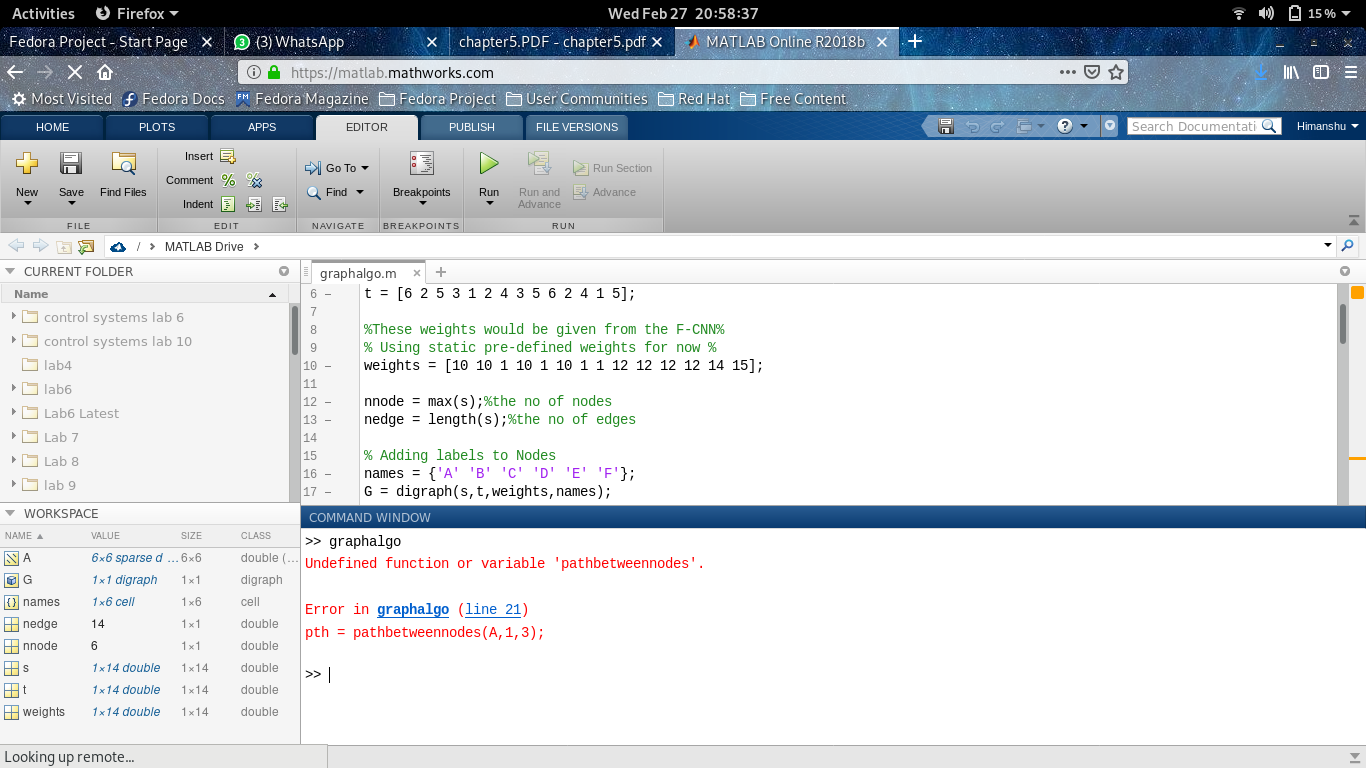 Activities Firefox Wed Feb 27 20:58:37 15 %
Fedora Project - Start Page (3) WhatsApp chapter5.PDF - chapter5.pdf MATLAB Online R2018b
https://matlab.mathworks.com
Most Visited Fedora Docs Fedora Magazine Fedora Project User Communities Red Hat Free Content
HOME PLOTS APPS EDITOR PUBLISH FILE VERSIONS Search Documentati Himanshu
New Save Find Files
Insert
Comment
Indent
Go To
Find
Breakpoints
Run
Run and
Advance
Run Section
Advance
FILE EDIT NAVIGATE BREAKPOINTS RUN
/ MATLAB Drive
CURRENT FOLDER
Name
control systems lab 6
control systems lab 10
lab4
lab6
Lab6 Latest
Lab 7
Lab 8
lab 9
graphalgo.m
6 – t = [6 2 5 3 1 2 4 3 5 6 2 4 1 5];
7
8 %These weights would be given from the F-CNN%
9 % Using static pre-defined weights for now %
10 – weights = [10 10 1 10 1 10 1 1 12 12 12 12 14 15];
11
12 – nnode = max(s);%the no of nodes
13 – nedge = length(s);%the no of edges
14
15 % Adding labels to Nodes
16 – names = {'A' 'B' 'C' 'D' 'E' 'F'};
17 – G = digraph(s,t,weights,names);
WORKSPACE
NAME VALUE SIZE CLASS
A 6×6 sparse d ... 6×6 double (...
G 1×1 digraph 1×1 digraph
names 1×6 cell 1×6 cell
nedge 14 1×1 double
nnode 6 1×1 double
s 1×14 double 1×14 double
t 1×14 double 1×14 double
weights 1×14 double 1×14 double
COMMAND WINDOW
>> graphalgo
Undefined function or variable 'pathbetweennodes'.
Error in graphalgo (line 21)
pth = pathbetweennodes(A,1,3);
>>
Looking up remote...